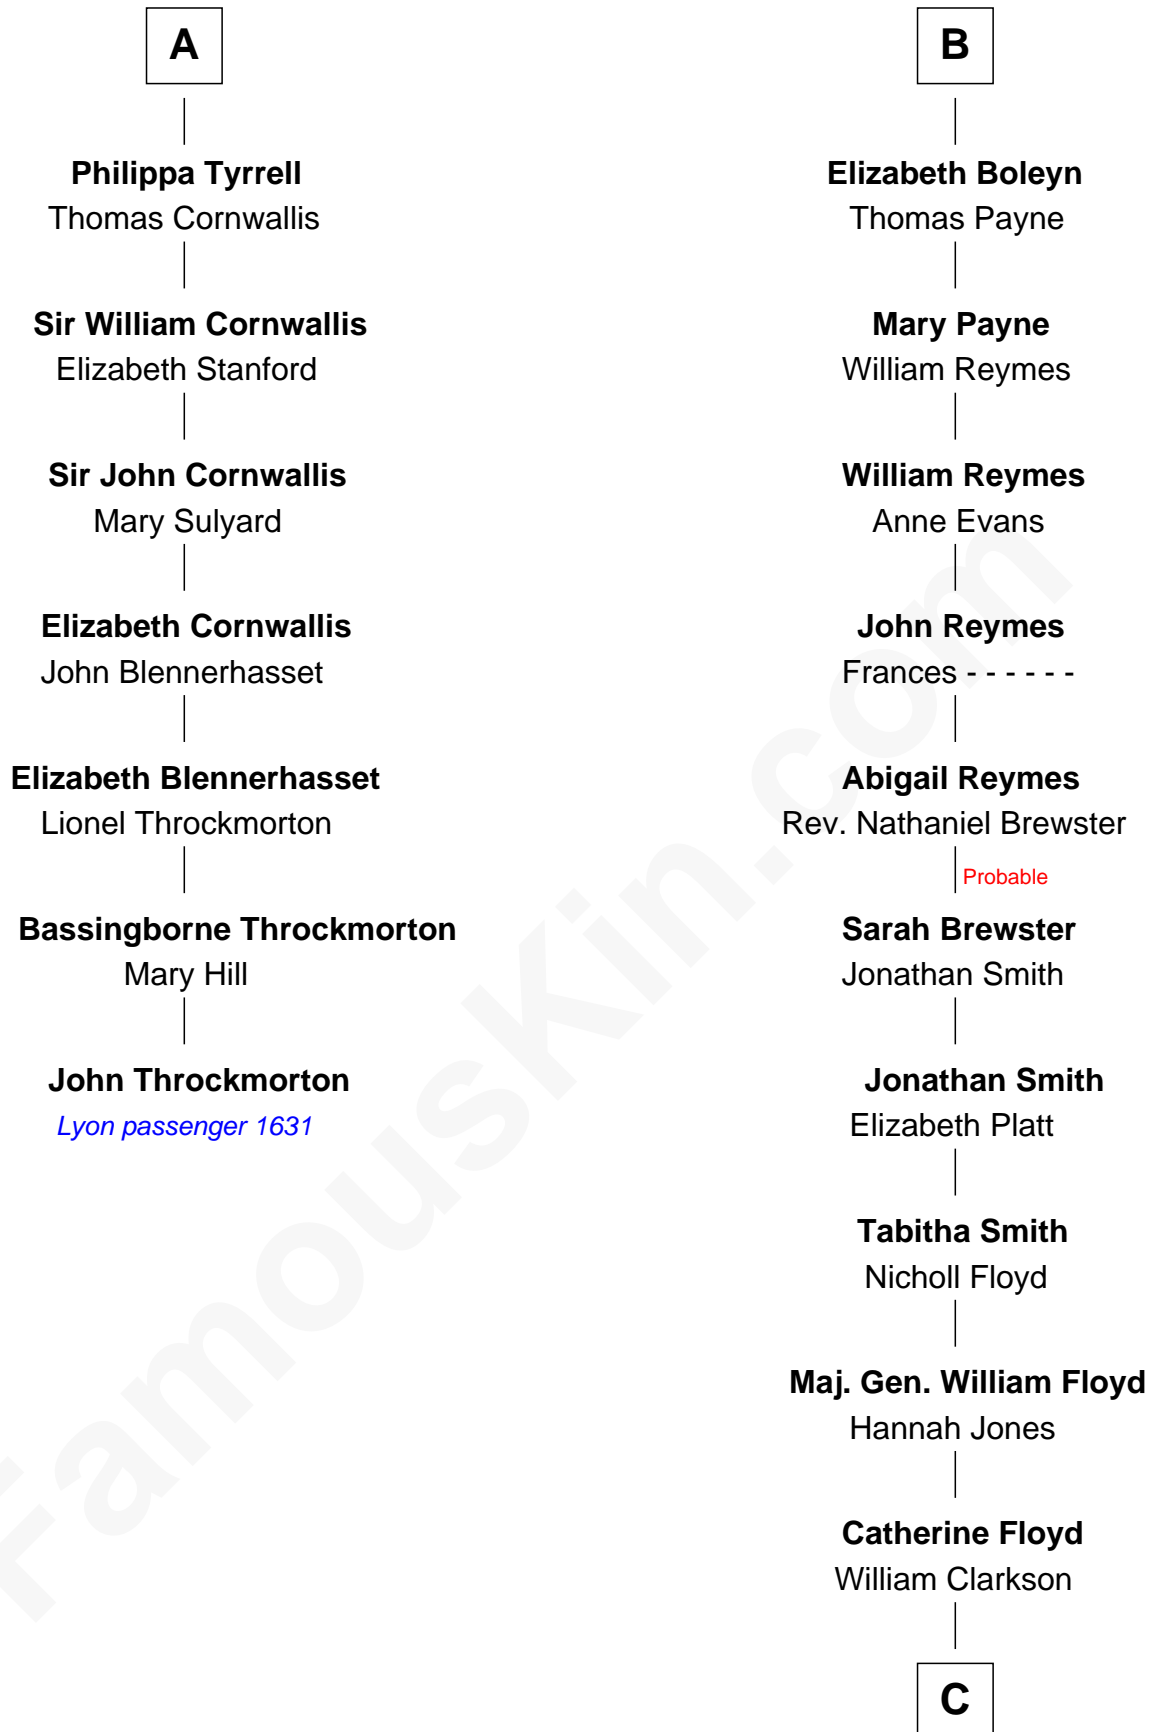 A
Philippa Tyrrell
Thomas Cornwallis
Sir William Cornwallis
Elizabeth Stanford
Sir John Cornwallis
Mary Sulyard
Elizabeth Cornwallis
John Blennerhasset
Elizabeth Blennerhasset
Lionel Throckmorton
Bassingborne Throckmorton
Mary Hill
John Throckmorton
Lyon passenger 1631
B
Elizabeth Boleyn
Thomas Payne
Mary Payne
William Reymes
William Reymes
Anne Evans
John Reymes
Frances - - - - - -
Abigail Reymes
Rev. Nathaniel Brewster
Probable
Sarah Brewster
Jonathan Smith
Jonathan Smith
Elizabeth Platt
Tabitha Smith
Nicholl Floyd
Maj. Gen. William Floyd
Hannah Jones
Catherine Floyd
William Clarkson
C
FamousKin.com